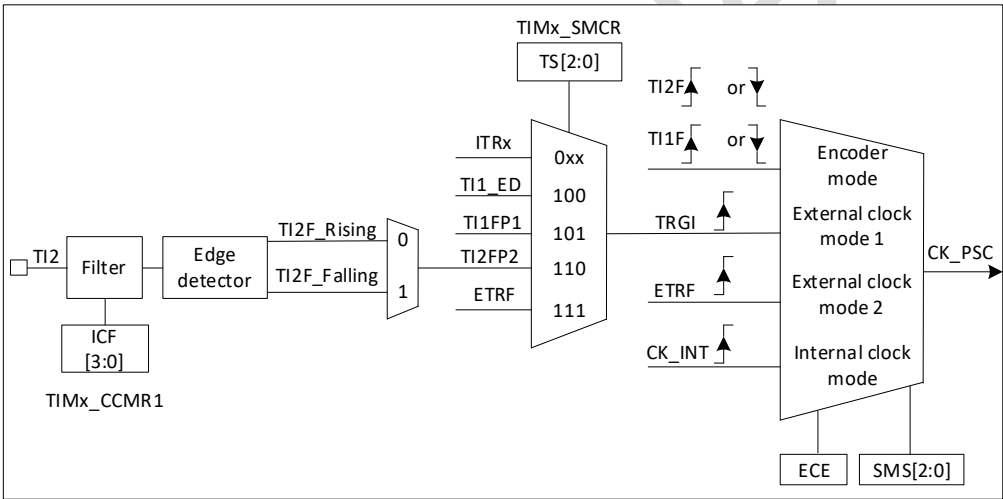 TIMx_SMCR
TS[2:0]
TI2F or
TI1F or
ITRx
0xx
Encoder
mode
TI1_ED
100
TI1FP1
101
TRGI
External clock
mode 1
TI2
Filter
Edge
detector
TI2F_Rising
0
TI2F_Falling
1
TI2FP2
110
CK_PSC
ETRF
111
ETRF
External clock
mode 2
ICF
[3:0]
CK_INT
Internal clock
mode
TIMx_CCMR1
ECE
SMS[2:0]